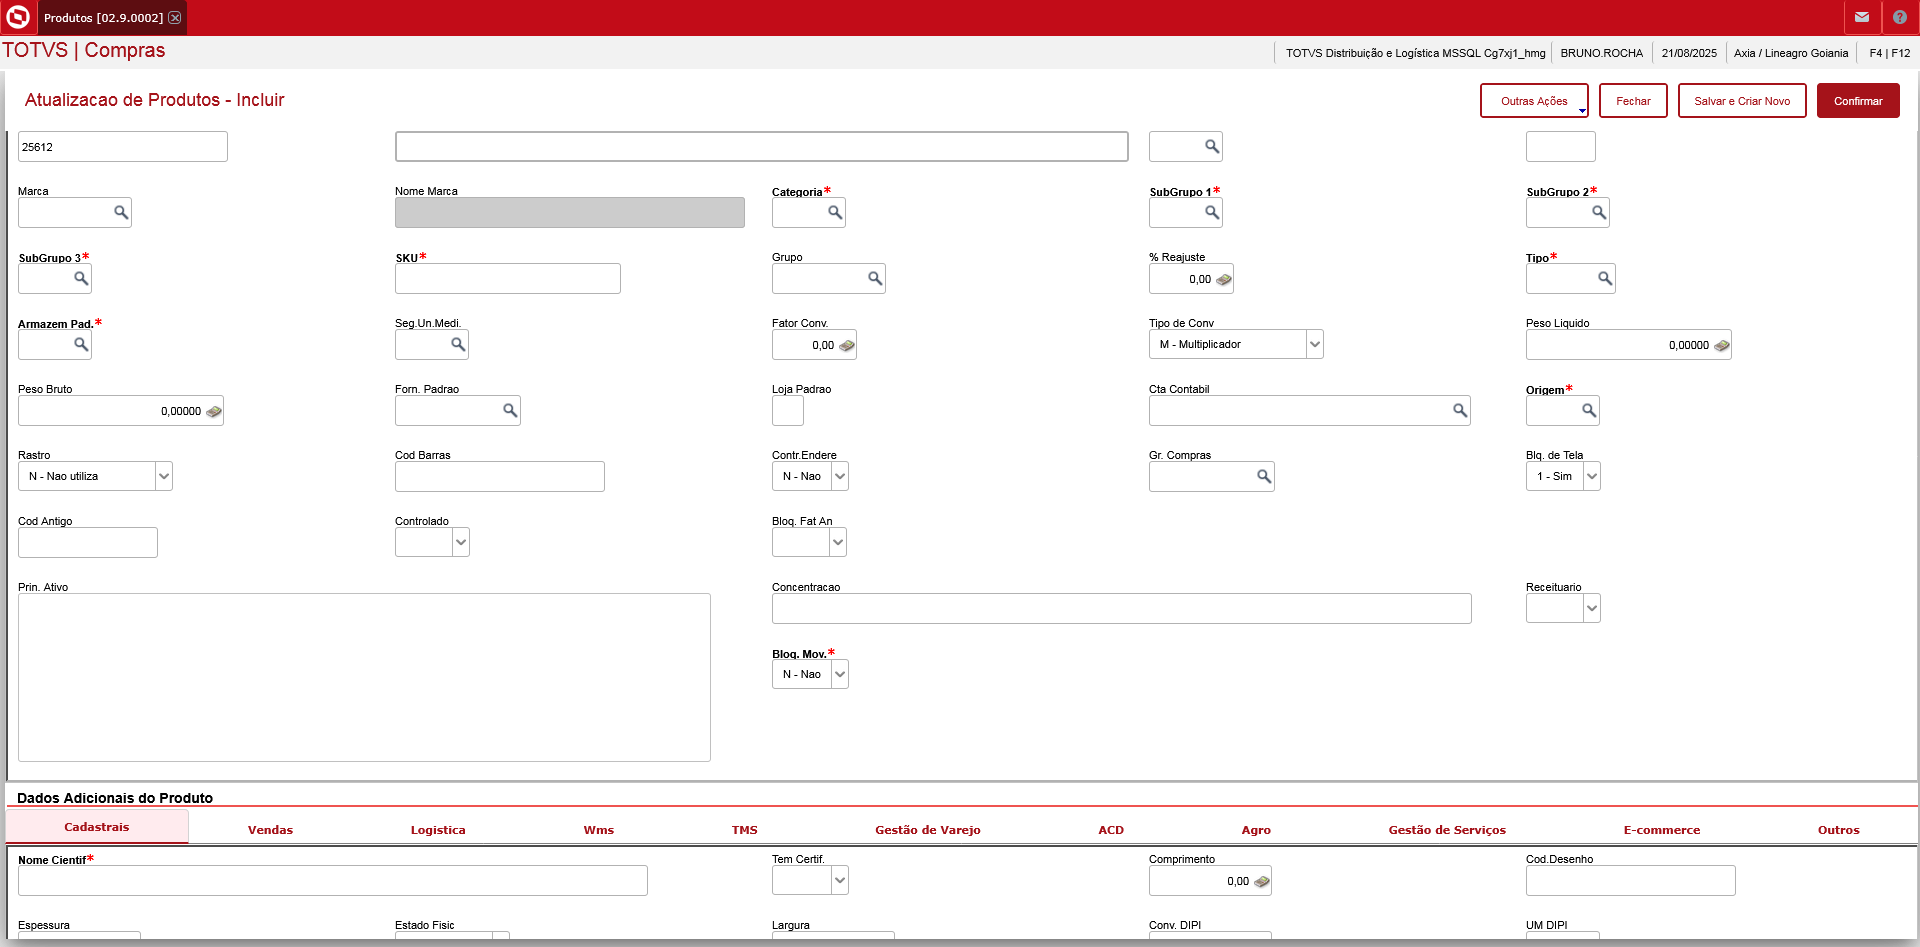 Produtos [02.9.0002]
TOTVS | Compras
TOTVS Distribuição e Logística MSSQL Cg7xj1_hmg
BRUNO.ROCHA
21/08/2025
Axia / Lineagro Goiania
F4 | F12
Atualizacao de Produtos - Incluir
Outras Ações
Fechar
Salvar e Criar Novo
Confirmar
25612
Marca
Nome Marca
Categoria*
SubGrupo 1*
SubGrupo 2*
SubGrupo 3*
SKU*
Grupo
% Reajuste
0,00
Tipo*
Armazem Pad.*
Seg.Un.Medi.
Fator Conv.
0,00
Tipo de Conv
M - Multiplicador
Peso Liquido
0,00000
Peso Bruto
0,00000
Forn. Padrao
Loja Padrao
Cta Contabil
Origem*
Rastro
N - Nao utiliza
Cod Barras
Contr.Endere
N - Nao
Gr. Compras
Blq. de Tela
1 - Sim
Cod Antigo
Controlado
Bloq. Fat An
Prin. Ativo
Concentracao
Receituario
Bloq. Mov.*
N - Nao
Dados Adicionais do Produto
Cadastrais
Vendas
Logistica
Wms
TMS
Gestão de Varejo
ACD
Agro
Gestão de Serviços
E-commerce
Outros
Nome Cientif*
Tem Certif.
Comprimento
0,00
Cod.Desenho
Espessura
Estado Fisic
Largura
Conv. DIPI
UM DIPI